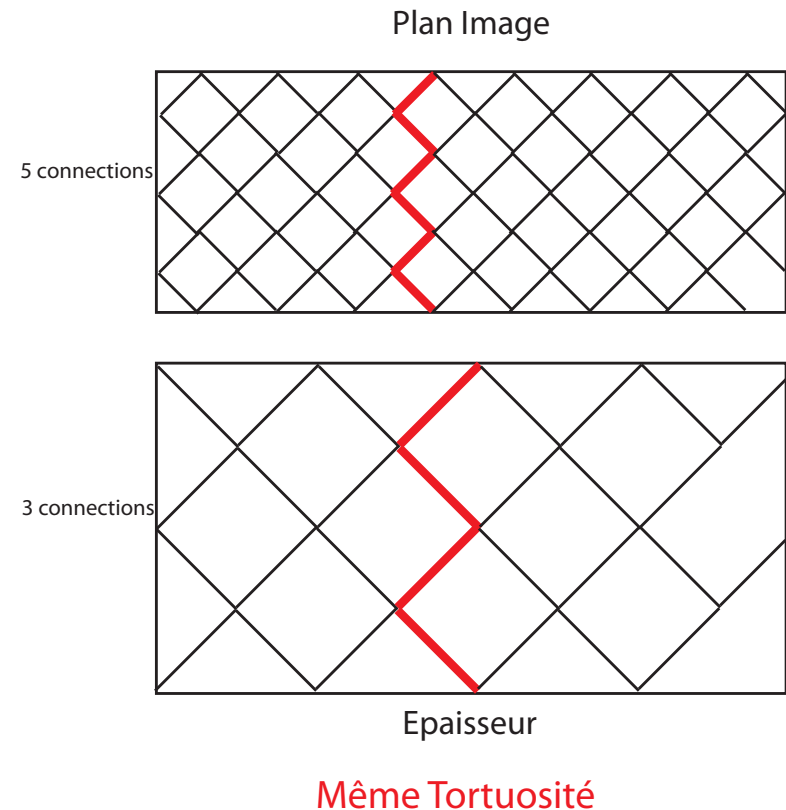 Plan Image
5 connections
3 connections
Epaisseur
Même Tortuosité